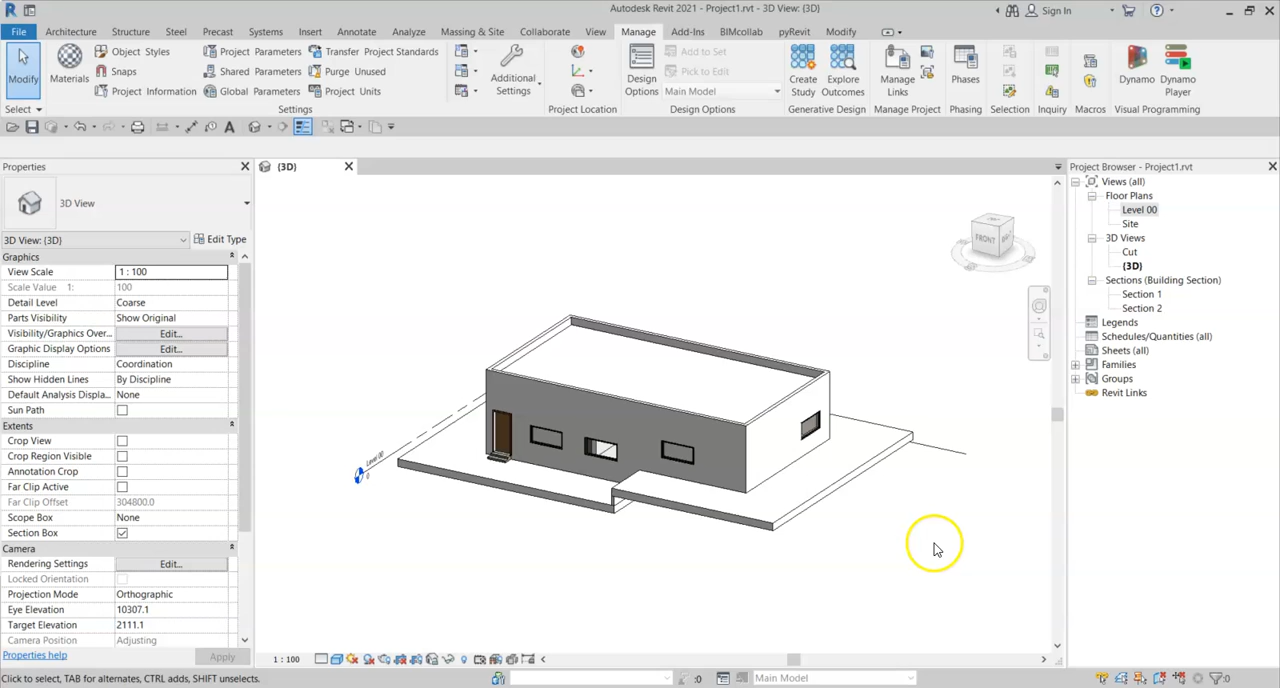 Autodesk Revit 2021 - Project1.rvt - 3D View: {3D}
Sign In
File Architecture Structure Steel Precast Systems Insert Annotate Analyze Massing & Site Collaborate View Manage Add-Ins BIMcollab pyRevit Modify
Modify
Materials
Object Styles
Snaps
Project Information
Project Parameters
Shared Parameters
Global Parameters
Transfer Project Standards
Purge Unused
Project Units
Additional
Settings
Design
Options
Add to Set
Pick to Edit
Main Model
Create
Study
Explore
Outcomes
Manage
Links
Phases
Dynamo
Dynamo
Player
Select Settings Project Location Design Options Generative Design Manage Project Phasing Selection Inquiry Macros Visual Programming
Properties
3D View
3D View: {3D} Edit Type
Graphics
View Scale 1 : 100
Scale Value 1: 100
Detail Level Coarse
Parts Visibility Show Original
Visibility/Graphics Over... Edit...
Graphic Display Options Edit...
Discipline Coordination
Show Hidden Lines By Discipline
Default Analysis Displa... None
Sun Path
Extents
Crop View
Crop Region Visible
Annotation Crop
Far Clip Active
Far Clip Offset 304800.0
Scope Box None
Section Box
Camera
Rendering Settings Edit...
Locked Orientation
Projection Mode Orthographic
Eye Elevation 10307.1
Target Elevation 2111.1
Camera Position Adjusting
Properties help Apply
{3D}
FRONT
Level 00
0
1 : 100
Project Browser - Project1.rvt
Views (all)
Floor Plans
Level 00
Site
3D Views
Cut
{3D}
Sections (Building Section)
Section 1
Section 2
Legends
Schedules/Quantities (all)
Sheets (all)
Families
Groups
Revit Links
Click to select, TAB for alternates, CTRL adds, SHIFT unselects. :0 Main Model :0